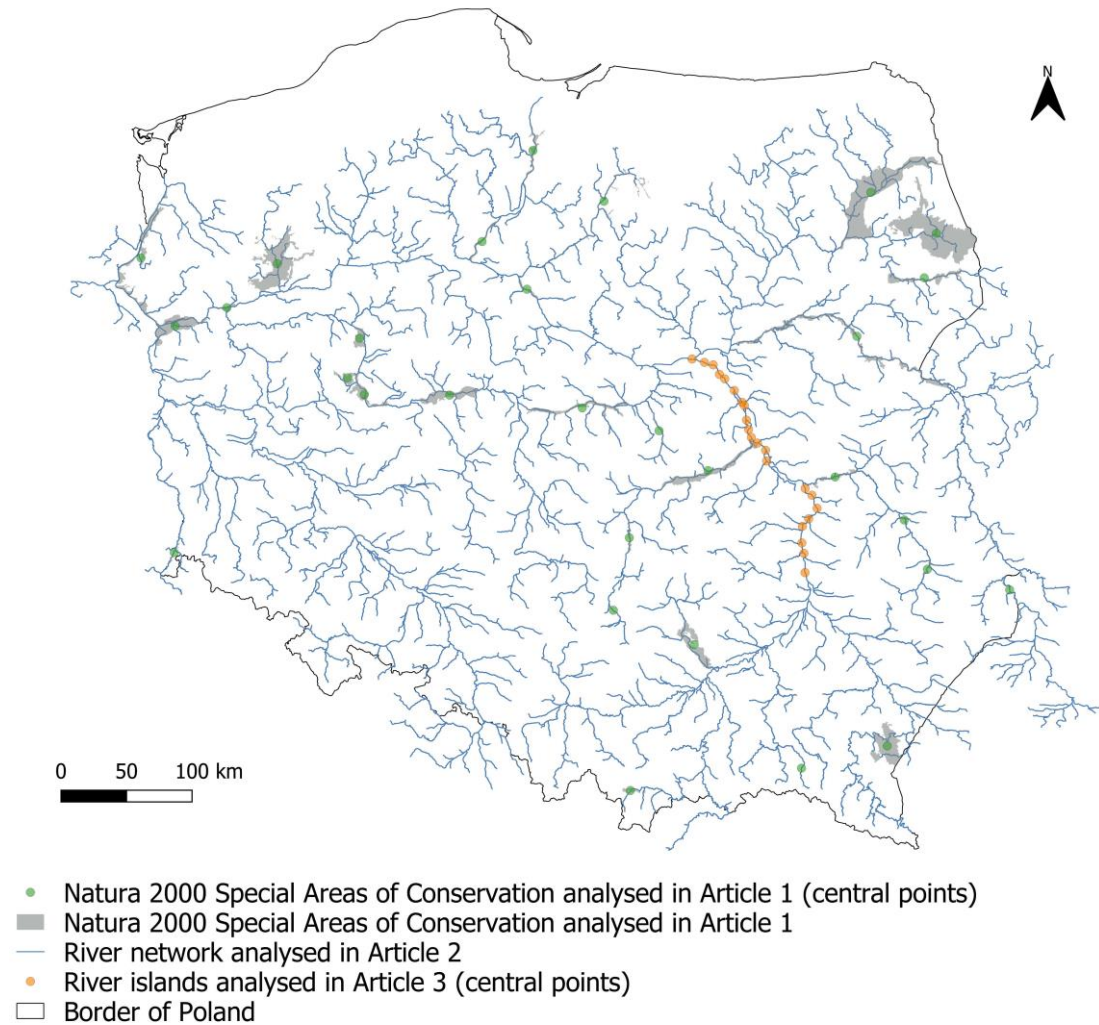 N
0 50 100 km
Natura 2000 Special Areas of Conservation analysed in Article 1 (central points)
Natura 2000 Special Areas of Conservation analysed in Article 1
River network analysed in Article 2
River islands analysed in Article 3 (central points)
Border of Poland